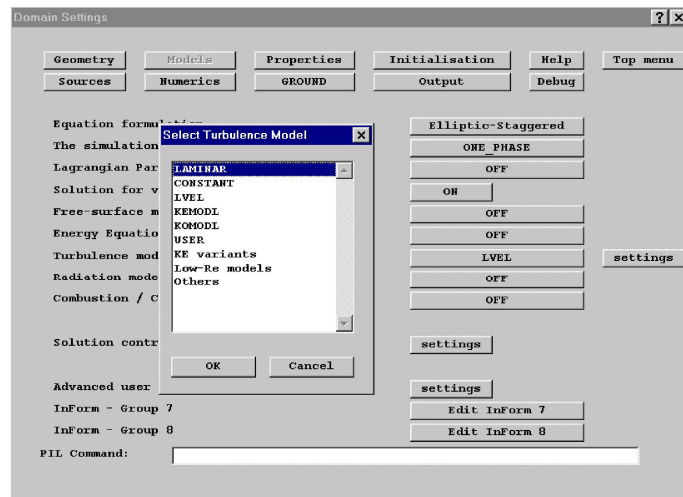 Domain Settings
Geometry Models Properties Initialisation Help Top menu
Sources Numerics GROUND Output Debug
Equation formulation Elliptic-Staggered
Select Turbulence Model
The simulation ONE_PHASE
LAMINAR
Lagrangian Par OFF
CONSTANT
Solution for v ON
LVEL
Free-surface m OFF
KEMODL
KOMODL
Energy Equatio OFF
USER
Turbulence mod LVEL settings
KE variants
Low-Re models
Radiation mode OFF
Others
Combustion / C OFF
Solution contr settings
OK Cancel
Advanced user settings
InForm - Group 7 Edit InForm 7
InForm - Group 8 Edit InForm 8
PIL Command: